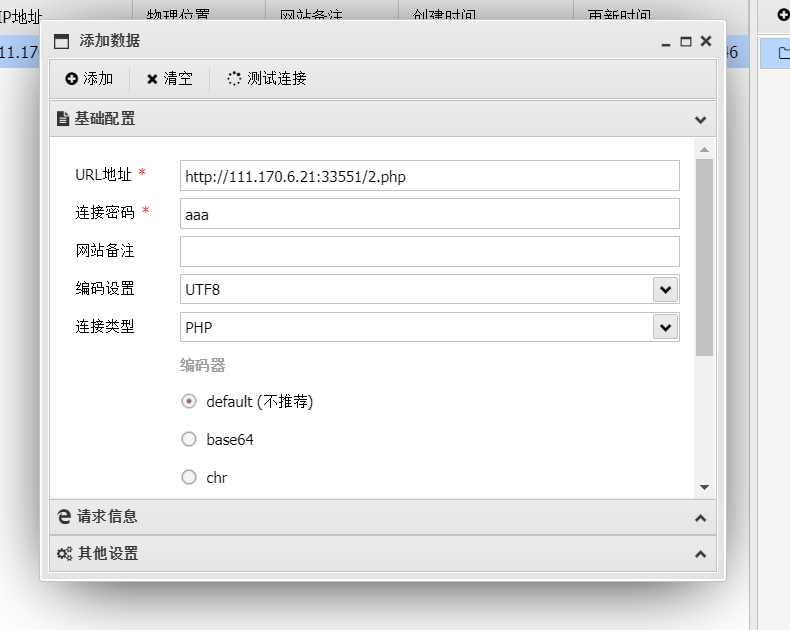 IP地址 物理位置 网站备注 创建时间 更新时间
添加数据
11.17
46
添加 清空 测试连接
基础配置
URL地址 * http://111.170.6.21:33551/2.php
连接密码 * aaa
网站备注
编码设置 UTF8
连接类型 PHP
编码器
default (不推荐)
base64
chr
请求信息
其他设置